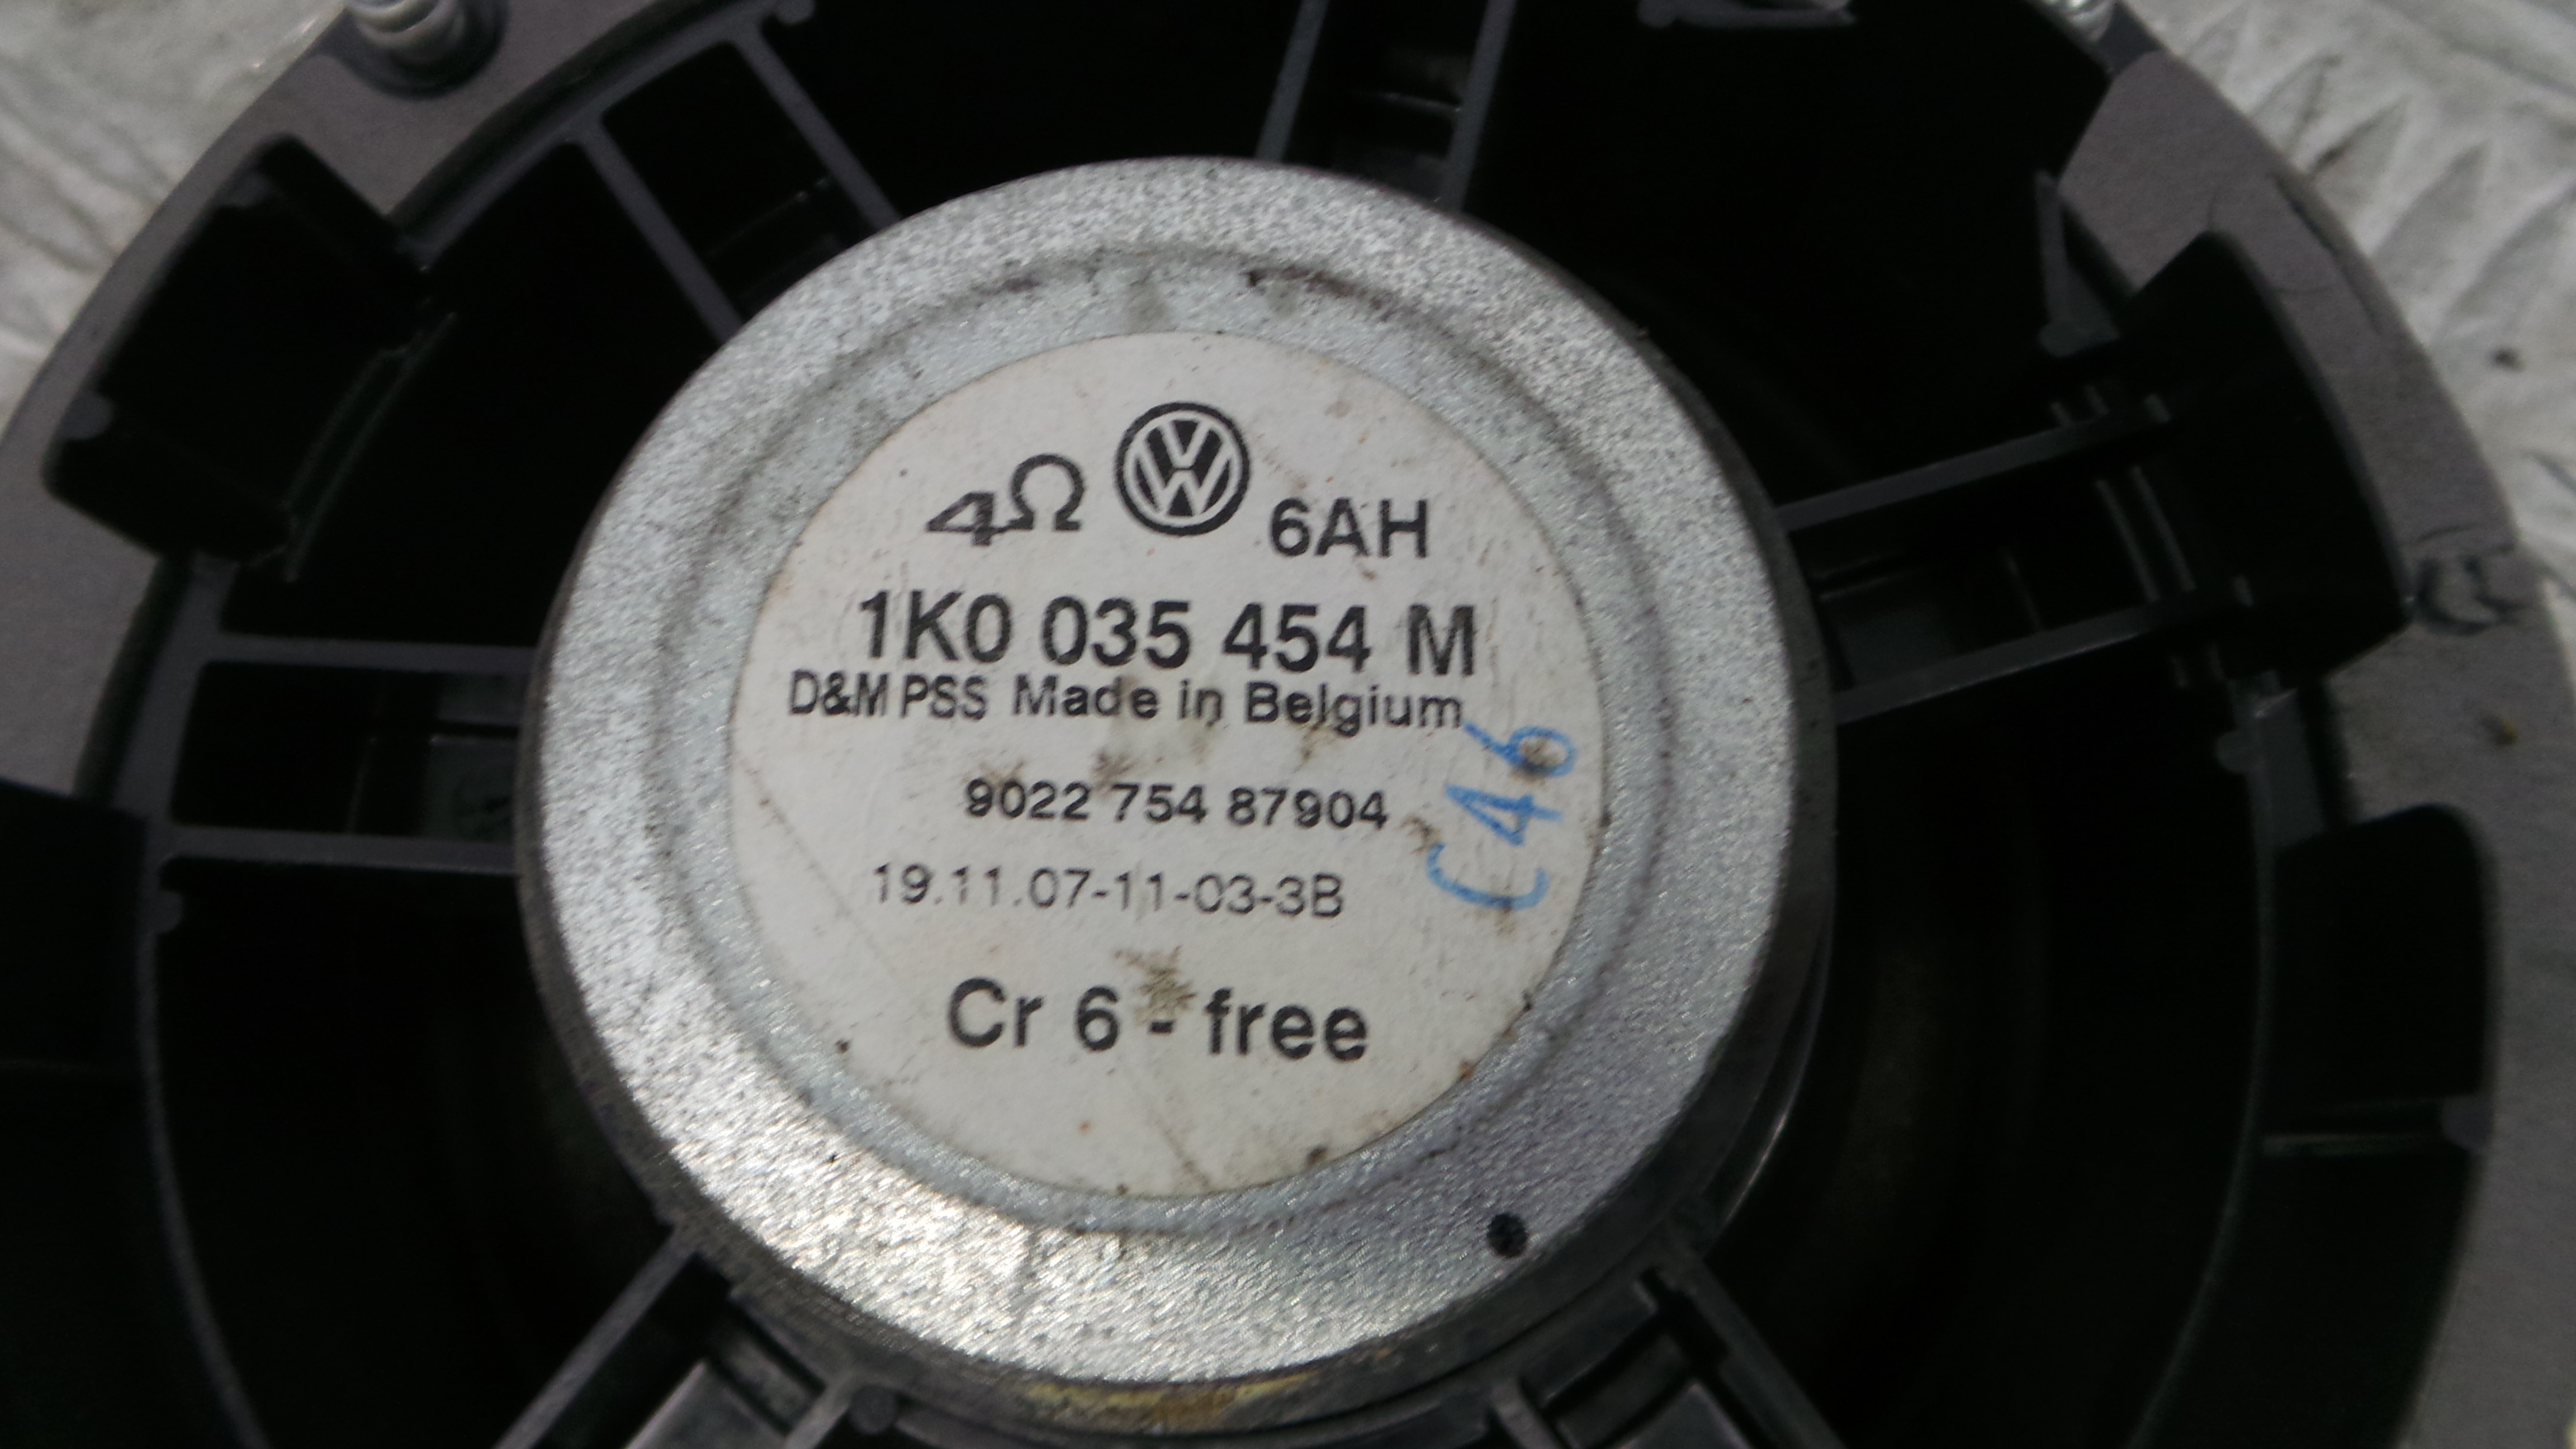 4Ω VW 6AH
1K0 035 454 M
D&M PSS Made in Belgium
9022 754 87904
19.11.07-11-03-3B
Cr 6 - free
C46